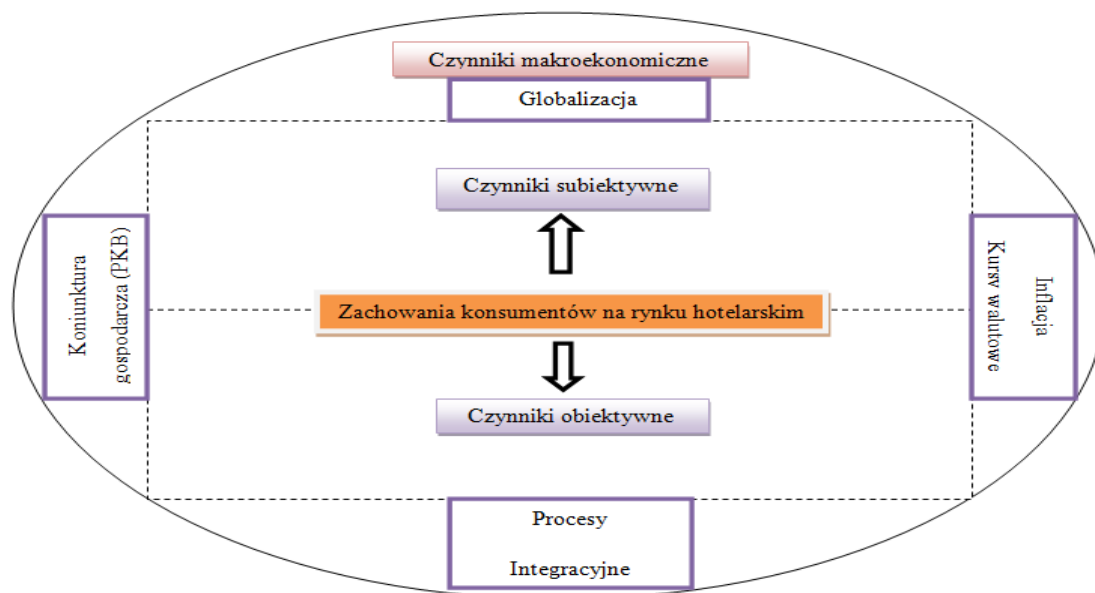 Czynniki makroekonomiczne
Globalizacja
Czynniki subiektywne
Koniunktura
gospodarcza (PKB)
Zachowania konsumentów na rynku hotelarskim
Inflacja
Kursy walutowe
Czynniki obiektywne
Procesy
Integracyjne